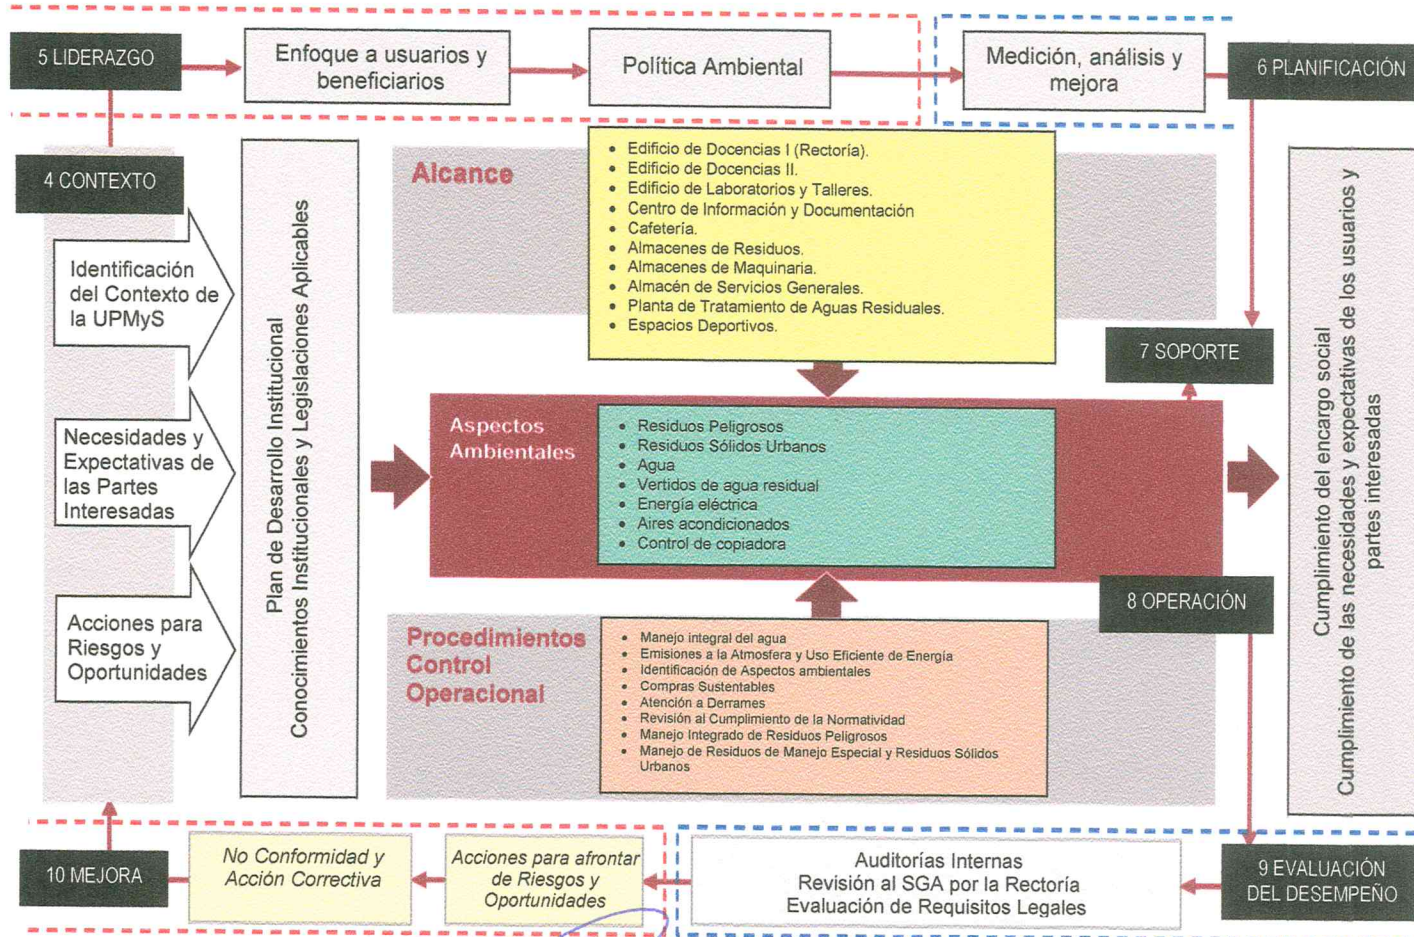 5 LIDERAZGO
Enfoque a usuarios y
beneficiarios
Política Ambiental
Medición, análisis y
mejora
6 PLANIFICACIÓN
4 CONTEXTO
Identificación
del Contexto de
la UPMyS
Necesidades y
Expectativas de
las Partes
Interesadas
Acciones para
Riesgos y
Oportunidades
Plan de Desarrollo Institucional
Conocimientos Institucionales y Legislaciones Aplicables
Alcance
• Edificio de Docencias I (Rectoría).
• Edificio de Docencias II.
• Edificio de Laboratorios y Talleres.
• Centro de Información y Documentación
• Cafetería.
• Almacenes de Residuos.
• Almacenes de Maquinaria.
• Almacén de Servicios Generales.
• Planta de Tratamiento de Aguas Residuales.
• Espacios Deportivos.
7 SOPORTE
Aspectos
Ambientales
• Residuos Peligrosos
• Residuos Sólidos Urbanos
• Agua
• Vertidos de agua residual
• Energía eléctrica
• Aires acondicionados
• Control de copiadora
8 OPERACIÓN
Procedimientos
Control
Operacional
• Manejo integral del agua
• Emisiones a la Atmosfera y Uso Eficiente de Energía
• Identificación de Aspectos ambientales
• Compras Sustentables
• Atención a Derrames
• Revisión al Cumplimiento de la Normatividad
• Manejo Integrado de Residuos Peligrosos
• Manejo de Residuos de Manejo Especial y Residuos Sólidos
Urbanos
Cumplimiento del encargo social
Cumplimiento de las necesidades y expectativas de los usuarios y
partes interesadas
10 MEJORA
No Conformidad y
Acción Correctiva
Acciones para afrontar
de Riesgos y
Oportunidades
Auditorías Internas
Revisión al SGA por la Rectoría
Evaluación de Requisitos Legales
9 EVALUACIÓN
DEL DESEMPEÑO